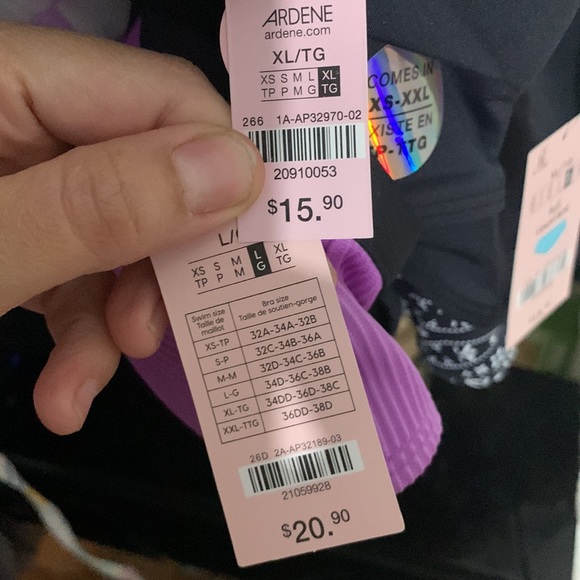 ARDENE
ardene.com
XL/TG
XS S M L XL
TP P M G TG
266 1A-AP32970-02
20910053
$15.90
COMES IN
XS-XXL
XISTE EN
P-TTG
L/
XS S M L XL
TP P M G TG
Swim size Bra size
Taille de maillot Taille de soutien-gorge
XS-TP 32A-34A-32B
S-P 32C-34B-36A
M-M 32D-34C-36B
L-G 34D-36C-38B
XL-TG 34DD-36D-38C
XXL-TTG 36DD-38D
26D 2A-AP32189-03
21059928
$20.90